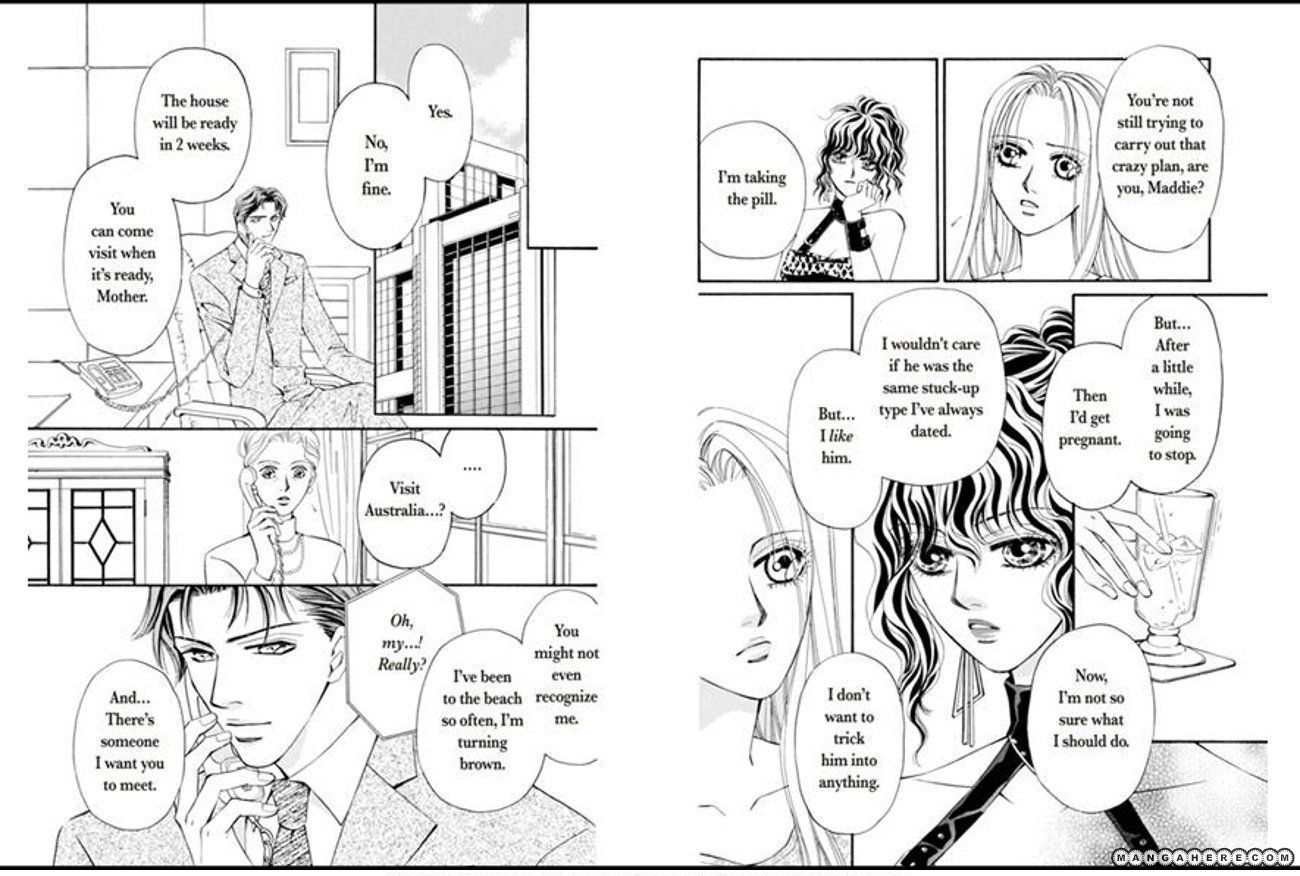 You're not
still trying to
carry out that
crazy plan, are
you, Maddie?
I'm taking
the pill.
But...
After
a little
while,
I was
going
to stop.
Then
I'd get
pregnant.
I wouldn't care
if he was the
same stuck-up
type I've always
dated.
But...
I like
him.
Now,
I'm not so
sure what
I should do.
I don't
want to
trick
him into
anything.
Yes.
No,
I'm
fine.
The house
will be ready
in 2 weeks.
You
can come
visit when
it's ready,
Mother.
....
Visit
Australia...?
You
might not
even
recognize
me.
I've been
to the beach
so often, I'm
turning
brown.
Oh,
my...!
Really?
And...
There's
someone
I want you
to meet.
MANGAHERE.COM